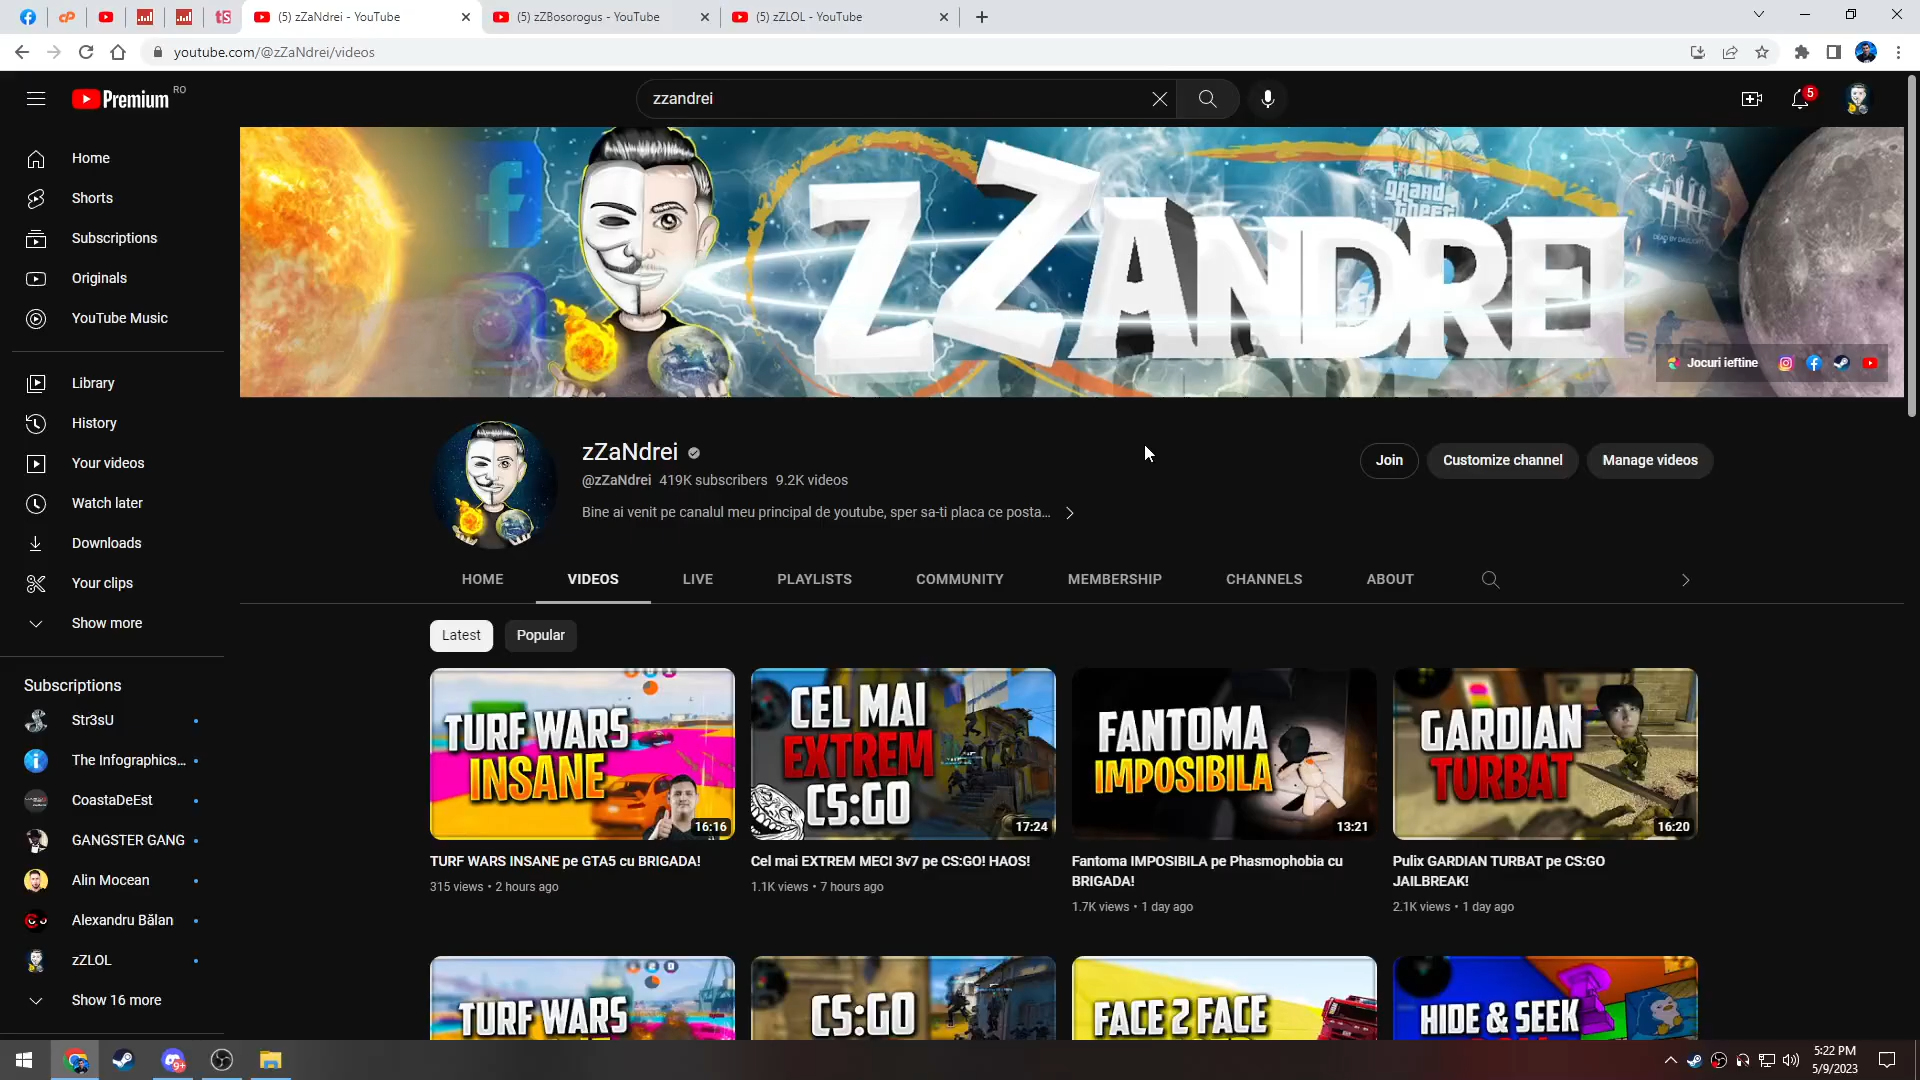 (5) zZaNdrei - YouTube
(5) zZBosorogus - YouTube
(5) zZLOL - YouTube
youtube.com/@zZaNdrei/videos
Premium RO
zzandrei
5
Home
Shorts
Subscriptions
Originals
YouTube Music
Library
History
Your videos
Watch later
Downloads
Your clips
Show more
Subscriptions
Str3sU
The Infographics...
CoastaDeEst
GANGSTER GANG
Alin Mocean
Alexandru Bălan
zZLOL
Show 16 more
ZZANDREI
grand
theft
DEAD BY DAYLIGHT
Jocuri ieftine
zZaNdrei
@zZaNdrei 419K subscribers 9.2K videos
Bine ai venit pe canalul meu principal de youtube, sper sa-ti placa ce posta...
Join
Customize channel
Manage videos
HOME
VIDEOS
LIVE
PLAYLISTS
COMMUNITY
MEMBERSHIP
CHANNELS
ABOUT
Latest
Popular
TURF WARS
INSANE
16:16
TURF WARS INSANE pe GTA5 cu BRIGADA!
315 views • 2 hours ago
CEL MAI
EXTREM
CS:GO
17:24
Cel mai EXTREM MECI 3v7 pe CS:GO! HAOS!
1.1K views • 7 hours ago
FANTOMA
IMPOSIBILA
13:21
Fantoma IMPOSIBILA pe Phasmophobia cu
BRIGADA!
1.7K views • 1 day ago
GARDIAN
TURBAT
16:20
Pulix GARDIAN TURBAT pe CS:GO
JAILBREAK!
2.1K views • 1 day ago
TURF WARS
CS:GO
FACE 2 FACE
HIDE & SEEK
9+
5:22 PM
5/9/2023